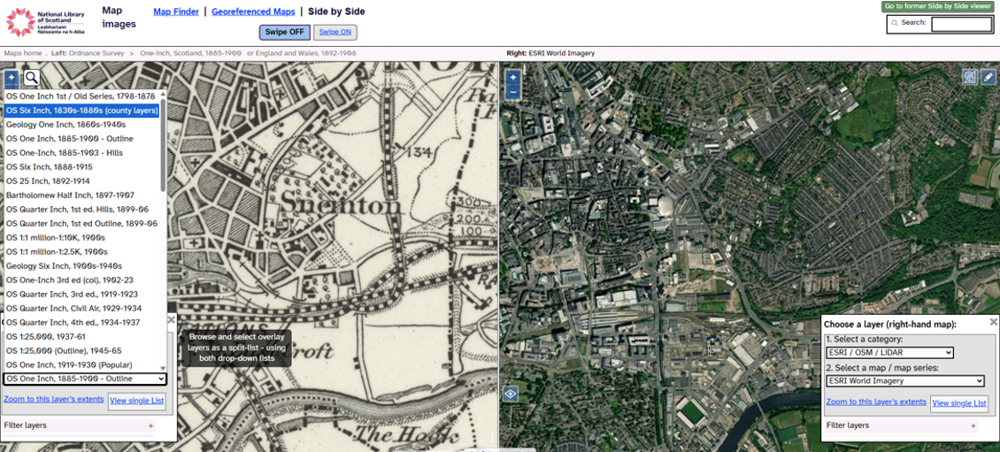 National Library
of Scotland
Leabharlann
Nàiseanta na h-Alba
Map
images
Map Finder | Georeferenced Maps | Side by Side
Swipe OFF
Swipe ON
Go to former Side by Side viewer
Search:
Maps home . Left: Ordnance Survey > One-Inch, Scotland, 1885-1900 or England and Wales, 1892-1908
Right: ESRI World Imagery
OS One Inch 1st / Old Series, 1798-1878
OS Six Inch, 1830s-1880s (county layers)
Geology One Inch, 1860s-1940s
OS One Inch, 1885-1900 - Outline
OS One-Inch, 1885-1903 - Hills
OS Six Inch, 1888-1915
OS 25 Inch, 1892-1914
Bartholomew Half Inch, 1897-1907
OS Quarter Inch, 1st ed. Hills, 1899-06
OS Quarter Inch, 1st ed Outline, 1899-06
OS 1:1 million-1:10K, 1900s
OS 1:1 million-1:2.5K, 1900s
Geology Six Inch, 1900s-1940s
OS One-Inch 3rd ed (col), 1902-23
OS Quarter Inch, 3rd ed., 1919-1923
OS Quarter Inch, Civil Air, 1929-1934
OS Quarter Inch, 4th ed., 1934-1937
OS 1:25,000, 1937-61
OS 1:25,000 (Outline), 1945-65
OS One Inch, 1919-1930 (Popular)
OS One Inch, 1885-1900 - Outline
Zoom to this layer's extents
View single List
Filter layers +
Browse and select overlay
layers as a split-list - using
both drop-down lists
134
Sneinton
300
200
100
croft
The Hook
Choose a layer (right-hand map):
1. Select a category:
ESRI / OSM / LIDAR
2. Select a map / map series:
ESRI World Imagery
Zoom to this layer's extents
View single List
Filter layers +